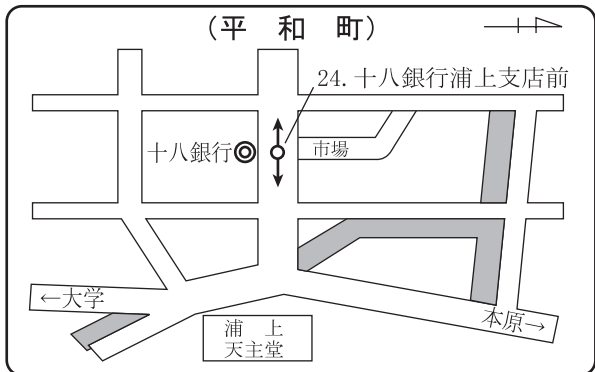 (平 和 町)
24. 十八銀行浦上支店前
十八銀行
市場
←大学
本原→
浦 上
天主堂